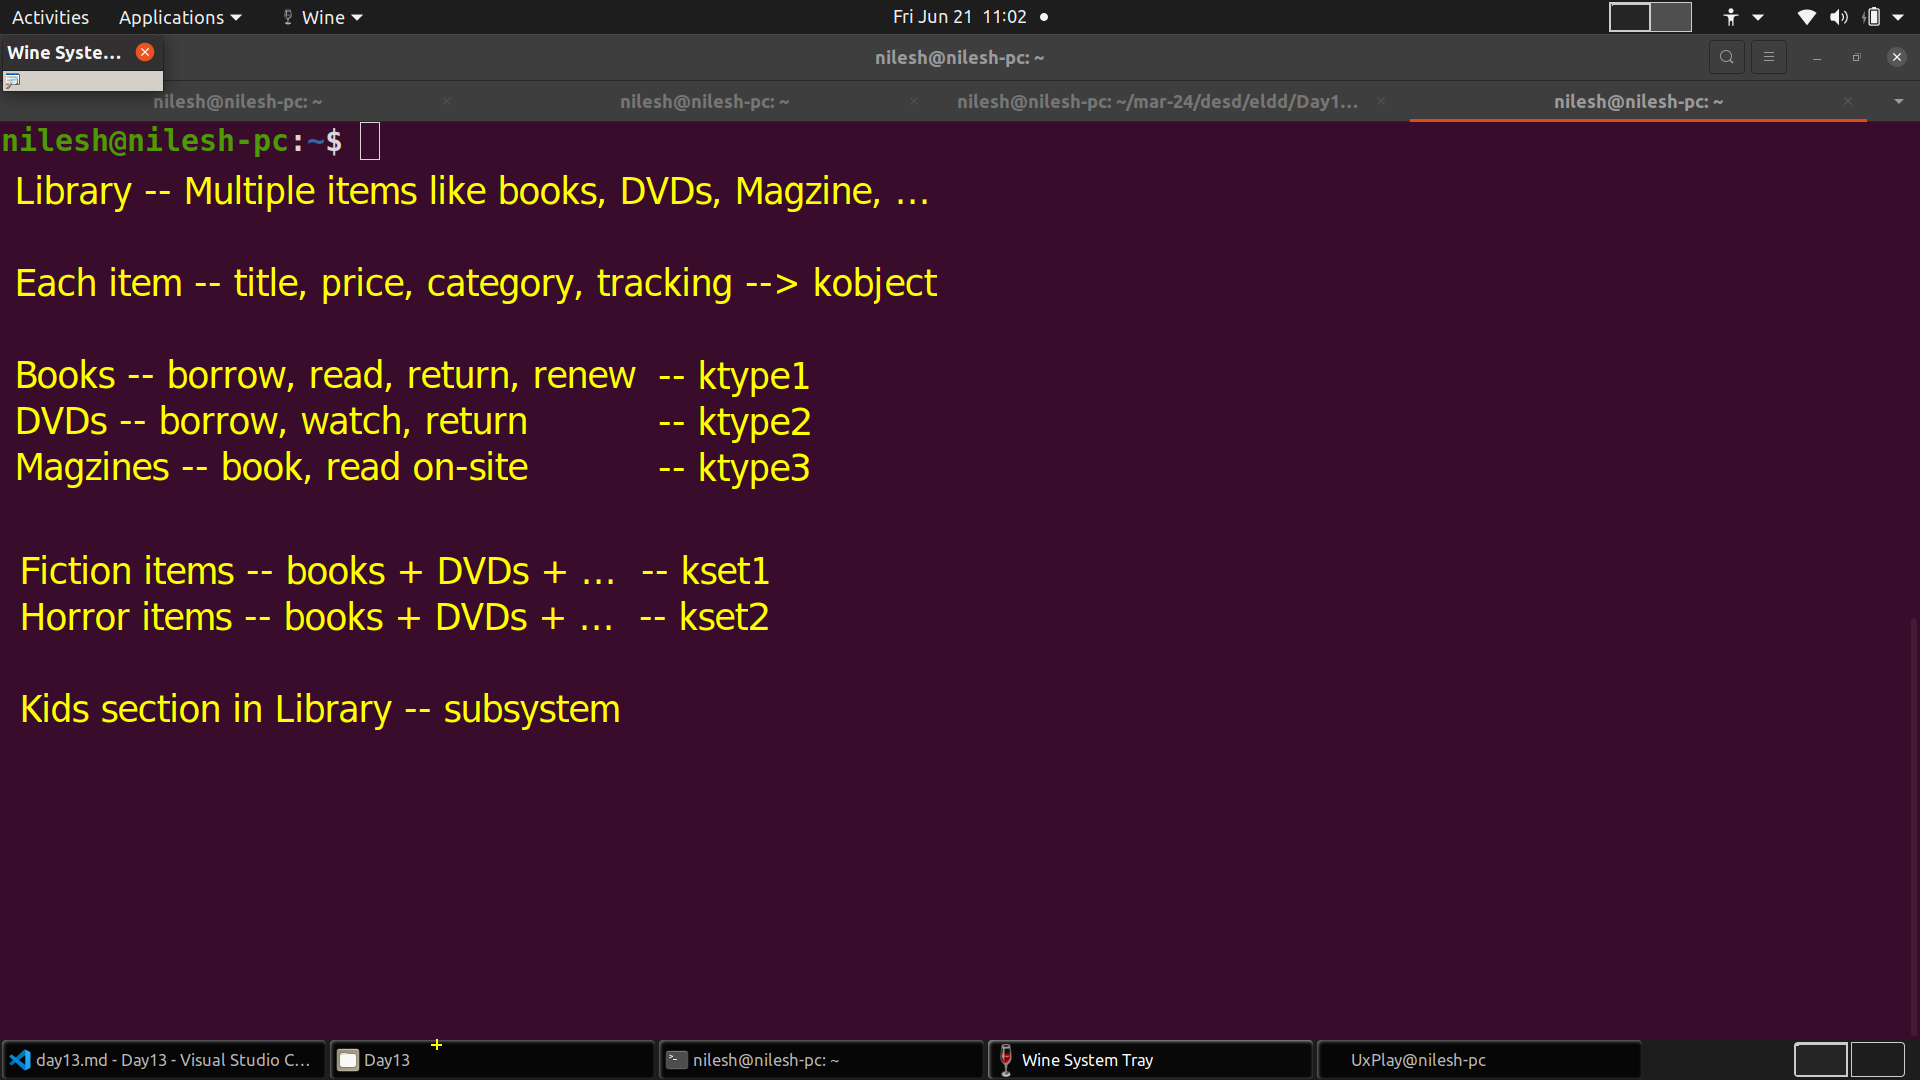 Activities Applications Wine Fri Jun 21 11:02
Wine Syste...
nilesh@nilesh-pc: ~
nilesh@nilesh-pc: ~ nilesh@nilesh-pc: ~ nilesh@nilesh-pc: ~/mar-24/desd/eldd/Day1... nilesh@nilesh-pc: ~
nilesh@nilesh-pc:~$
Library -- Multiple items like books, DVDs, Magzine, ...
Each item -- title, price, category, tracking --> kobject
Books -- borrow, read, return, renew -- ktype1
DVDs -- borrow, watch, return -- ktype2
Magzines -- book, read on-site -- ktype3
Fiction items -- books + DVDs + ... -- kset1
Horror items -- books + DVDs + ... -- kset2
Kids section in Library -- subsystem
day13.md - Day13 - Visual Studio C... Day13 nilesh@nilesh-pc: ~ Wine System Tray UxPlay@nilesh-pc